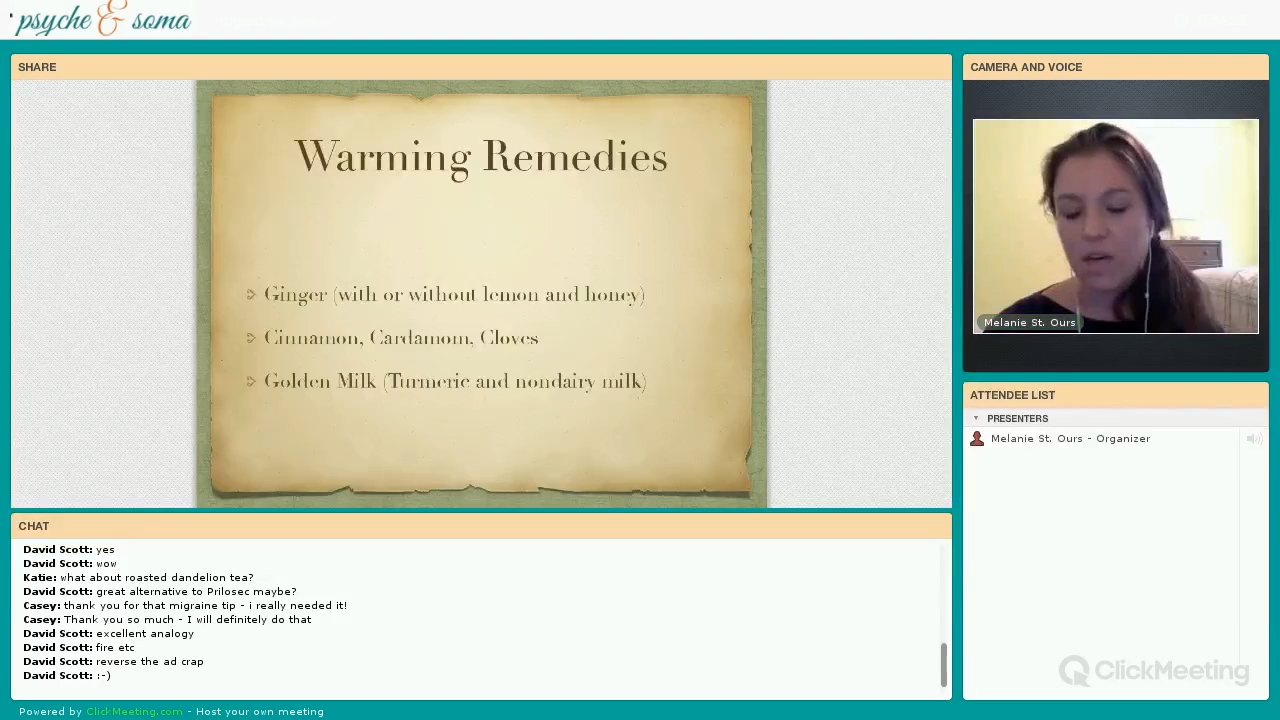 psyche & soma
SHARE
Warming Remedies
Ginger (with or without lemon and honey)
Cinnamon, Cardamom, Cloves
Golden Milk (Turmeric and nondairy milk)
CAMERA AND VOICE
Melanie St. Ours
ATTENDEE LIST
PRESENTERS
Melanie St. Ours - Organizer
CHAT
David Scott: yes
David Scott: wow
Katie: what about roasted dandelion tea?
David Scott: great alternative to Prilosec maybe?
Casey: thank you for that migraine tip - i really needed it!
Casey: Thank you so much - I will definitely do that
David Scott: excellent analogy
David Scott: fire etc
David Scott: reverse the ad crap
David Scott: :-)
ClickMeeting
Powered by ClickMeeting.com - Host your own meeting